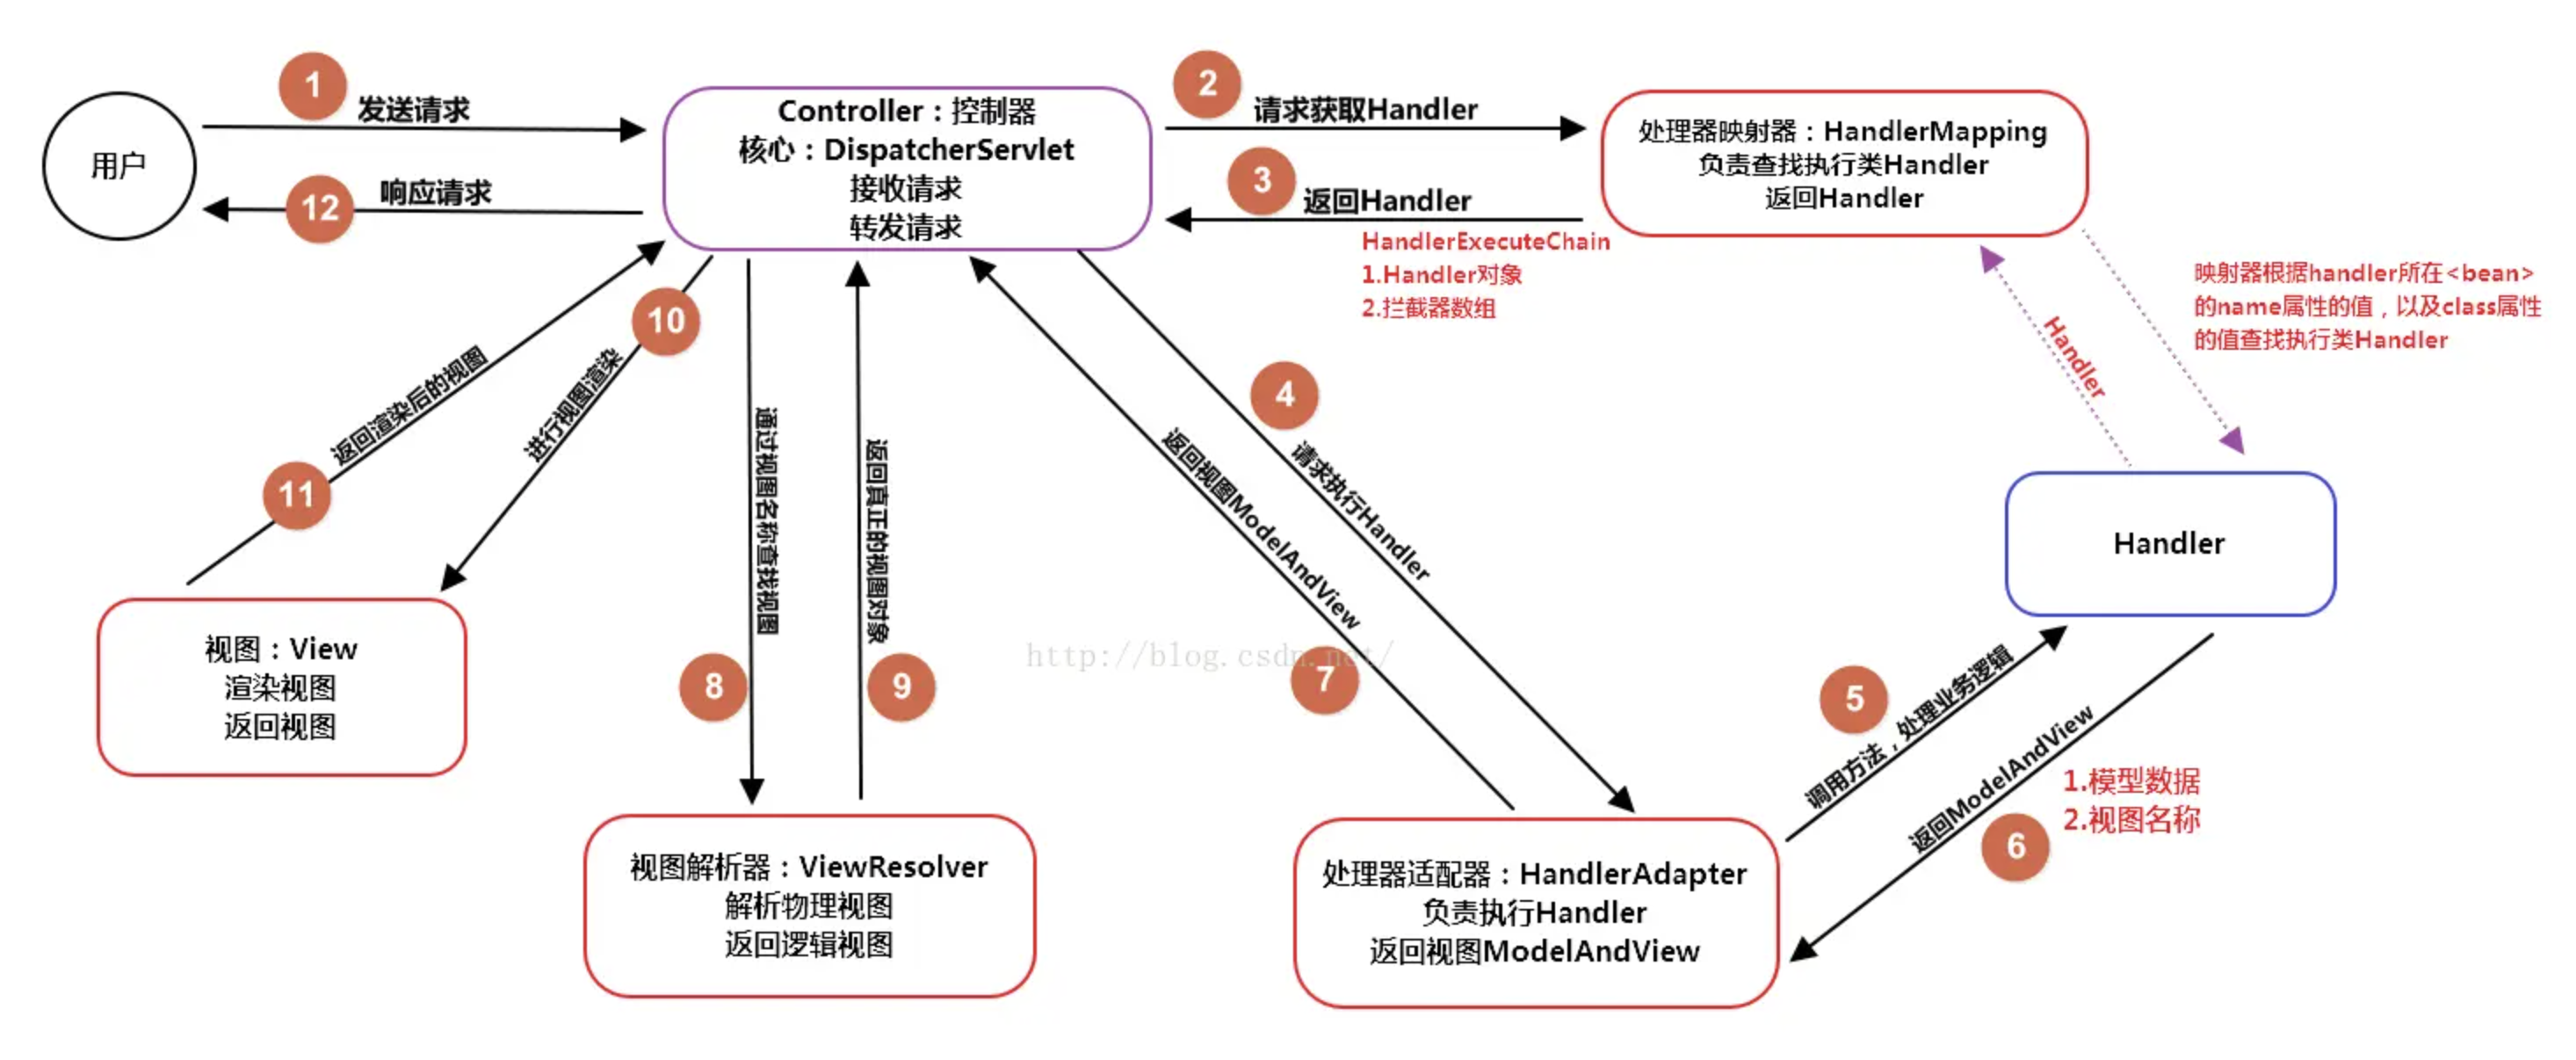 1
发送请求
用户
12
响应请求
Controller：控制器
核心：DispatcherServlet
接收请求
转发请求
2
请求获取Handler
3
返回Handler
HandlerExecuteChain
1.Handler对象
2.拦截器数组
处理器映射器：HandlerMapping
负责查找执行类Handler
返回Handler
映射器根据handler所在<bean>
的name属性的值，以及class属性
的值查找执行类Handler
Handler
Handler
4
请求执行Handler
5
调用方法，处理业务逻辑
6
返回ModelAndView
1.模型数据
2.视图名称
处理器适配器：HandlerAdapter
负责执行Handler
返回视图ModelAndView
7
返回视图ModelAndView
8
通过视图名称查找视图
9
返回真正的视图对象
视图解析器：ViewResolver
解析物理视图
返回逻辑视图
10
进行视图渲染
11
返回渲染后的视图
视图：View
渲染视图
返回视图
http://blog.csdn.net/